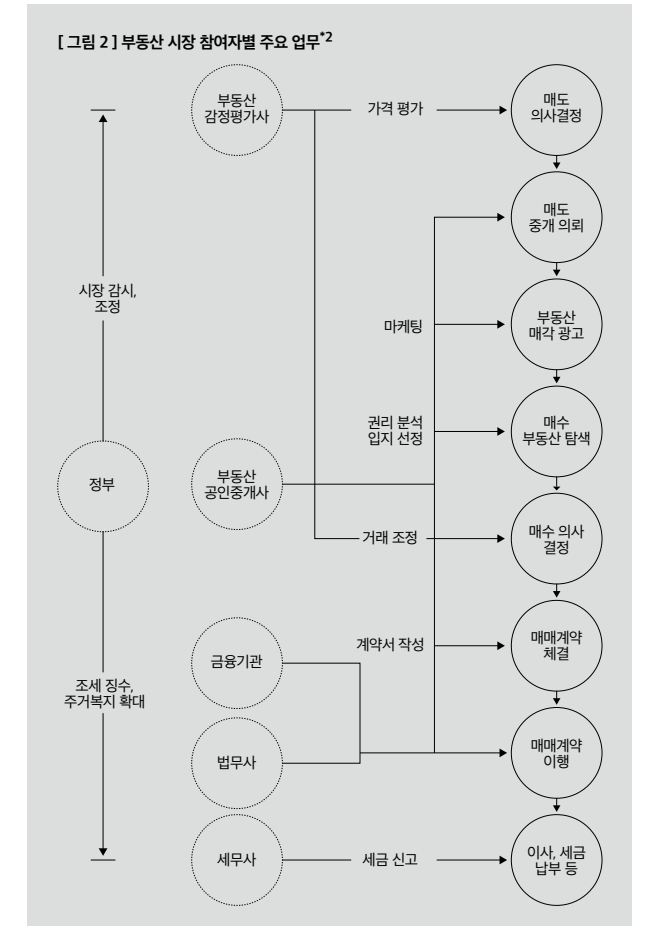 [ 그림 2 ] 부동산 시장 참여자별 주요 업무*2
부동산
감정평가사
가격 평가
매도
의사결정
매도
중개 의뢰
시장 감시,
조정
마케팅
부동산
매각 광고
권리 분석
입지 선정
매수
부동산 탐색
정부
부동산
공인중개사
거래 조정
매수 의사
결정
금융기관
계약서 작성
매매계약
체결
조세 징수,
주거복지 확대
법무사
매매계약
이행
세무사
세금 신고
이사, 세금
납부 등